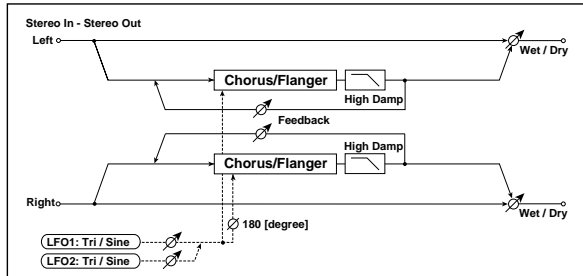 Stereo In - Stereo Out
Left
Wet / Dry
Chorus/Flanger
High Damp
Feedback
High Damp
Chorus/Flanger
Right
Wet / Dry
180 [degree]
LFO1: Tri / Sine
LFO2: Tri / Sine